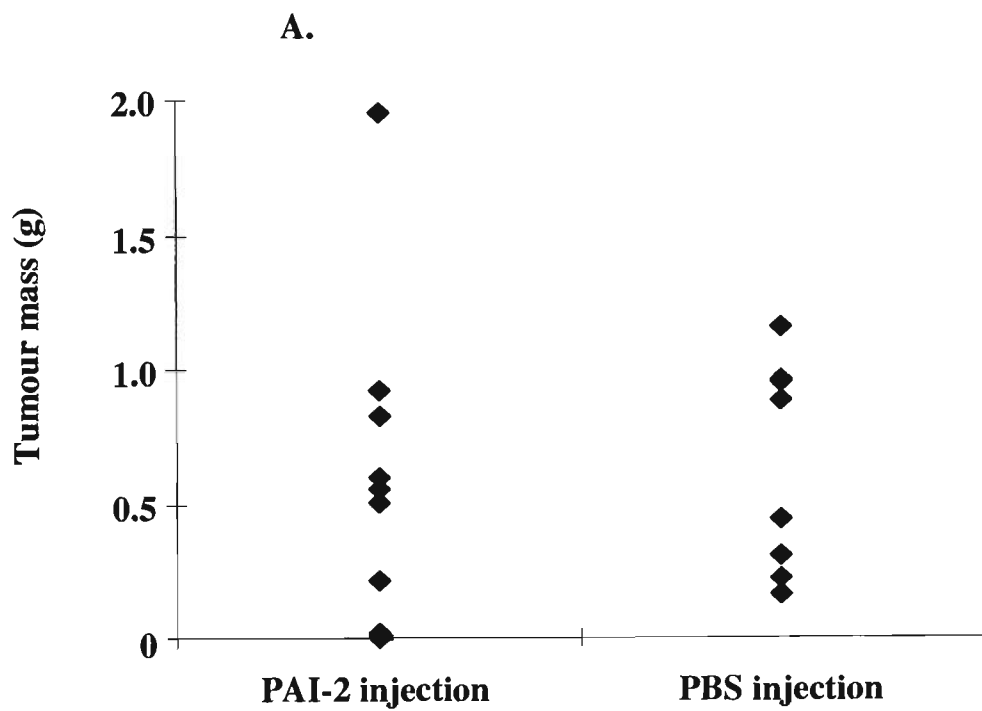 A.
Tumour mass (g)
2.0
1.5
1.0
0.5
0
PAI-2 injection
PBS injection